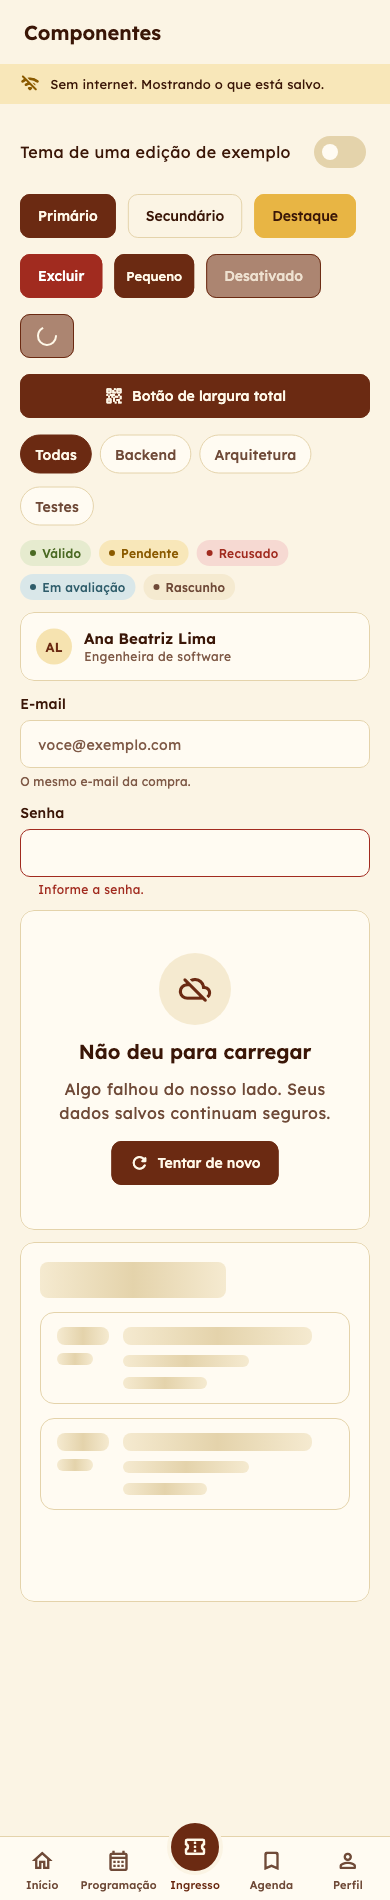 Componentes
Sem internet. Mostrando o que está salvo.
Tema de uma edição de exemplo
Primário
Secundário
Destaque
Excluir
Pequeno
Desativado
Botão de largura total
Todas
Backend
Arquitetura
Testes
Válido
Pendente
Recusado
Em avaliação
Rascunho
AL
Ana Beatriz Lima
Engenheira de software
E-mail
voce@exemplo.com
O mesmo e-mail da compra.
Senha
Informe a senha.
Não deu para carregar
Algo falhou do nosso lado. Seus
dados salvos continuam seguros.
Tentar de novo
Início
Programação
Ingresso
Agenda
Perfil